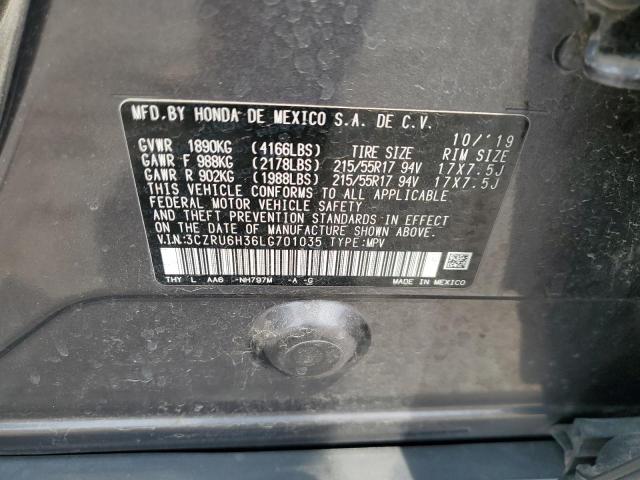 MFD.BY HONDA DE MEXICO S.A. DE C.V. 10/'19
GVWR 1890KG (4166LBS) TIRE SIZE RIM SIZE
GAWR F 988KG (2178LBS) 215/55R17 94V 17X7.5J
GAWR R 902KG (1988LBS) 215/55R17 94V 17X7.5J
THIS VEHICLE CONFORMS TO ALL APPLICABLE
FEDERAL MOTOR VEHICLE SAFETY
AND THEFT PREVENTION STANDARDS IN EFFECT
ON THE DATE OF MANUFACTURE SHOWN ABOVE.
V.I.N:3CZRU6H36LG701035 TYPE:MPV
THY L AA6 -NH797M -A -G MADE IN MEXICO